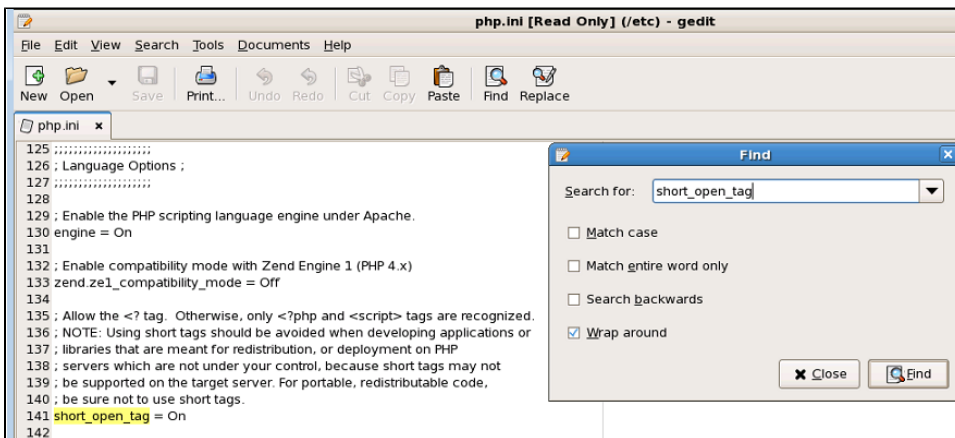 php.ini [Read Only] (/etc) - gedit
File Edit View Search Tools Documents Help
New Open Save Print... Undo Redo Cut Copy Paste Find Replace
php.ini x
125 ;;;;;;;;;;;;;;;;;;;;
126 ; Language Options ;
127 ;;;;;;;;;;;;;;;;;;;;
128
129 ; Enable the PHP scripting language engine under Apache.
130 engine = On
131
132 ; Enable compatibility mode with Zend Engine 1 (PHP 4.x)
133 zend.ze1_compatibility_mode = Off
134
135 ; Allow the <? tag.  Otherwise, only <?php and <script> tags are recognized.
136 ; NOTE: Using short tags should be avoided when developing applications or
137 ; libraries that are meant for redistribution, or deployment on PHP
138 ; servers which are not under your control, because short tags may not
139 ; be supported on the target server. For portable, redistributable code,
140 ; be sure not to use short tags.
141 short_open_tag = On
142
Find
Search for: short_open_tag
Match case
Match entire word only
Search backwards
Wrap around
Close Find